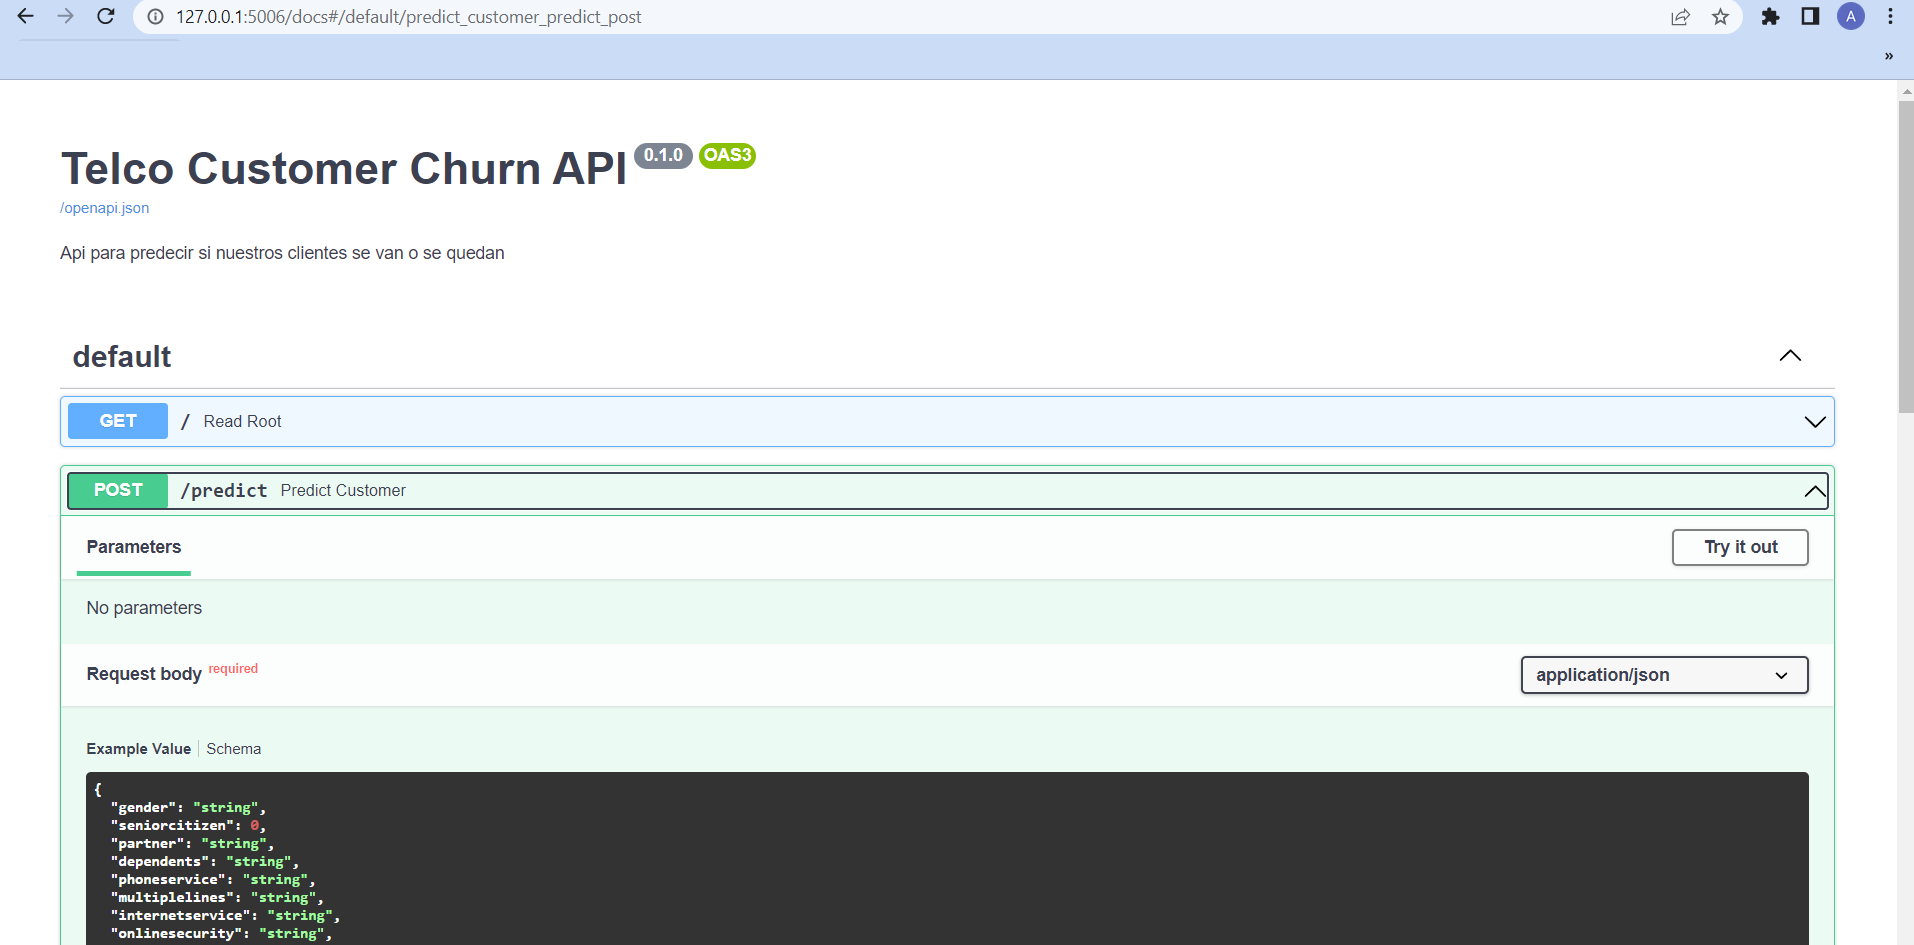 127.0.0.1:5006/docs#/default/predict_customer_predict_post
A
»
Telco Customer Churn API 0.1.0 OAS3
/openapi.json
Api para predecir si nuestros clientes se van o se quedan
default
GET / Read Root
POST /predict Predict Customer
Parameters Try it out
No parameters
Request body required application/json
Example Value Schema
{
"gender": "string",
"seniorcitizen": 0,
"partner": "string",
"dependents": "string",
"phoneservice": "string",
"multiplelines": "string",
"internetservice": "string",
"onlinesecurity": "string",